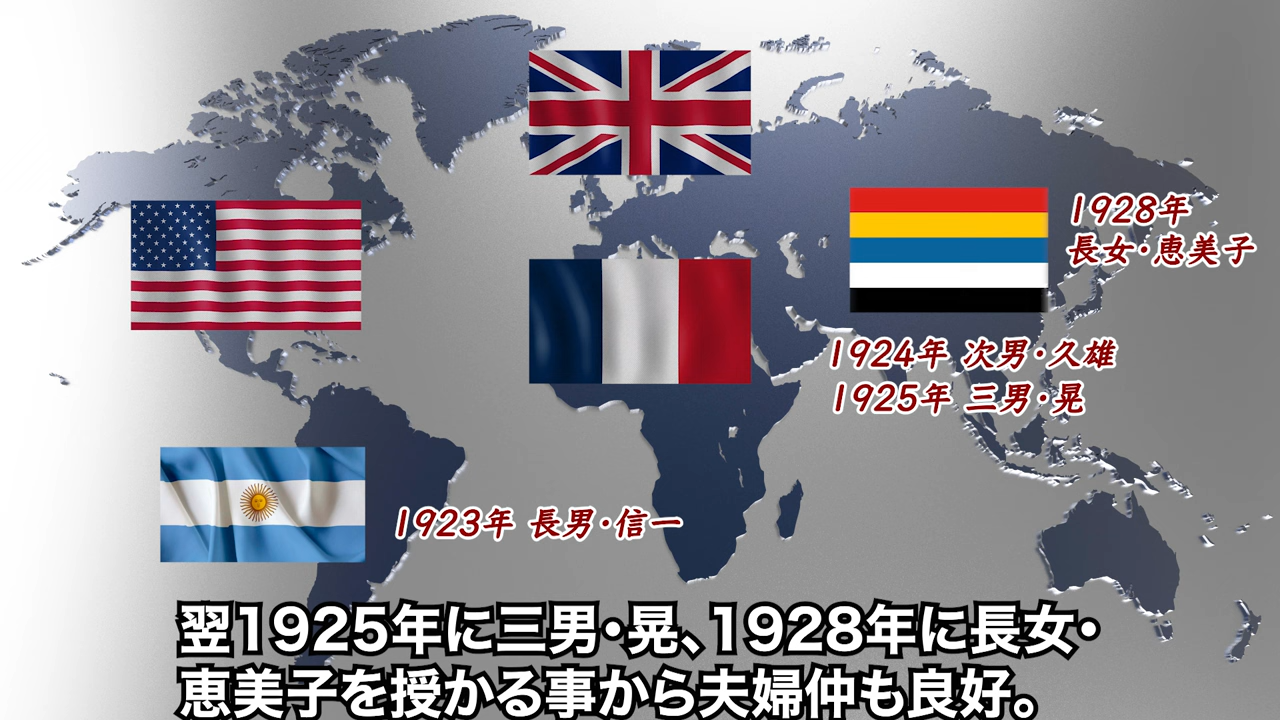 1928年
長女・恵美子
1924年 次男・久雄
1925年 三男・晃
1923年 長男・信一
翌1925年に三男・晃、1928年に長女・
恵美子を授かる事から夫婦仲も良好。